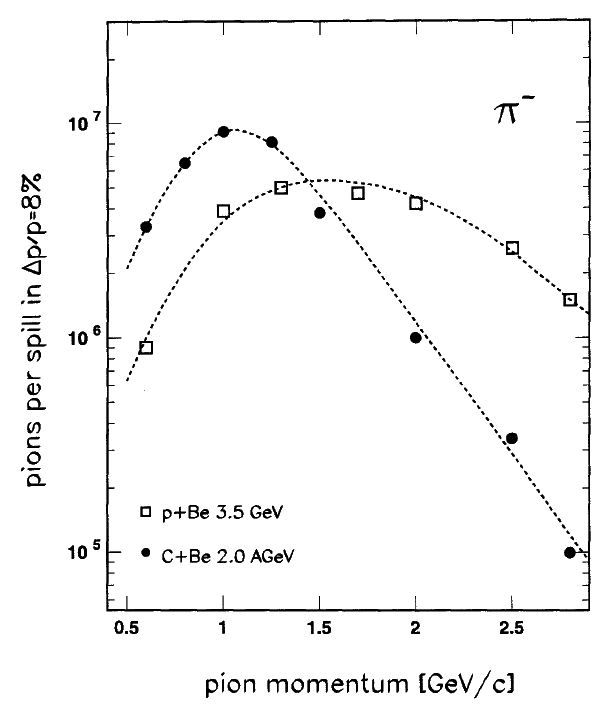 π⁻
10⁷
10⁶
10⁵
pions per spill in Δp/p=8%
p+Be 3.5 GeV
C+Be 2.0 AGeV
0.5 1 1.5 2 2.5
pion momentum [GeV/c]